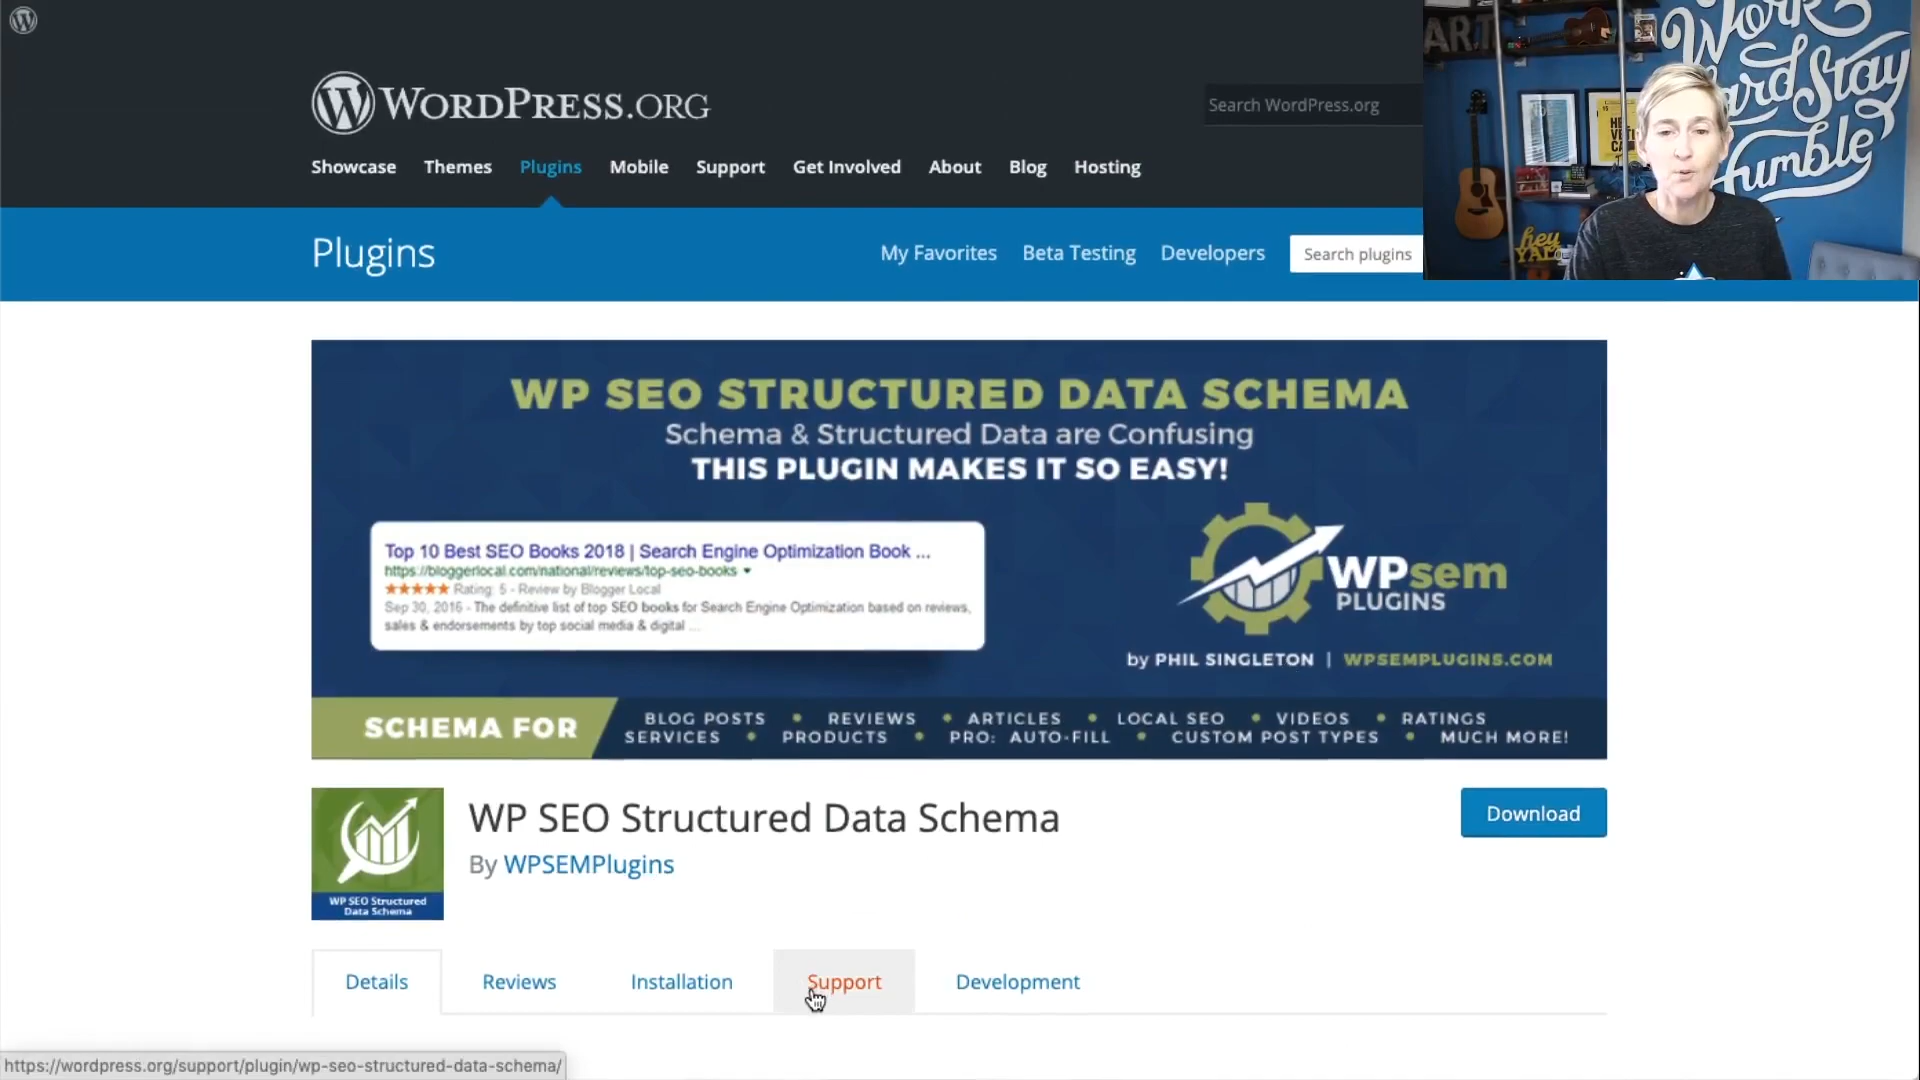 WORDPRESS.ORG
Search WordPress.org
Showcase Themes Plugins Mobile Support Get Involved About Blog Hosting
Plugins
My Favorites Beta Testing Developers Search plugins
ART
Work
Hard Stay
Humble
hey
YALL
WP SEO STRUCTURED DATA SCHEMA
Schema & Structured Data are Confusing
THIS PLUGIN MAKES IT SO EASY!
Top 10 Best SEO Books 2018 | Search Engine Optimization Book ...
https://bloggerlocal.com/national/reviews/top-seo-books
Rating: 5 - Review by Blogger Local
Sep 30, 2016 - The definitive list of top SEO books for Search Engine Optimization based on reviews,
sales & endorsements by top social media & digital ...
WPsem
PLUGINS
by PHIL SINGLETON | WPSEMPLUGINS.COM
SCHEMA FOR
BLOG POSTS • REVIEWS • ARTICLES • LOCAL SEO • VIDEOS • RATINGS
SERVICES • PRODUCTS • PRO: AUTO-FILL • CUSTOM POST TYPES • MUCH MORE!
WP SEO Structured
Data Schema
WP SEO Structured Data Schema
By WPSEMPlugins
Download
Details Reviews Installation Support Development
https://wordpress.org/support/plugin/wp-seo-structured-data-schema/